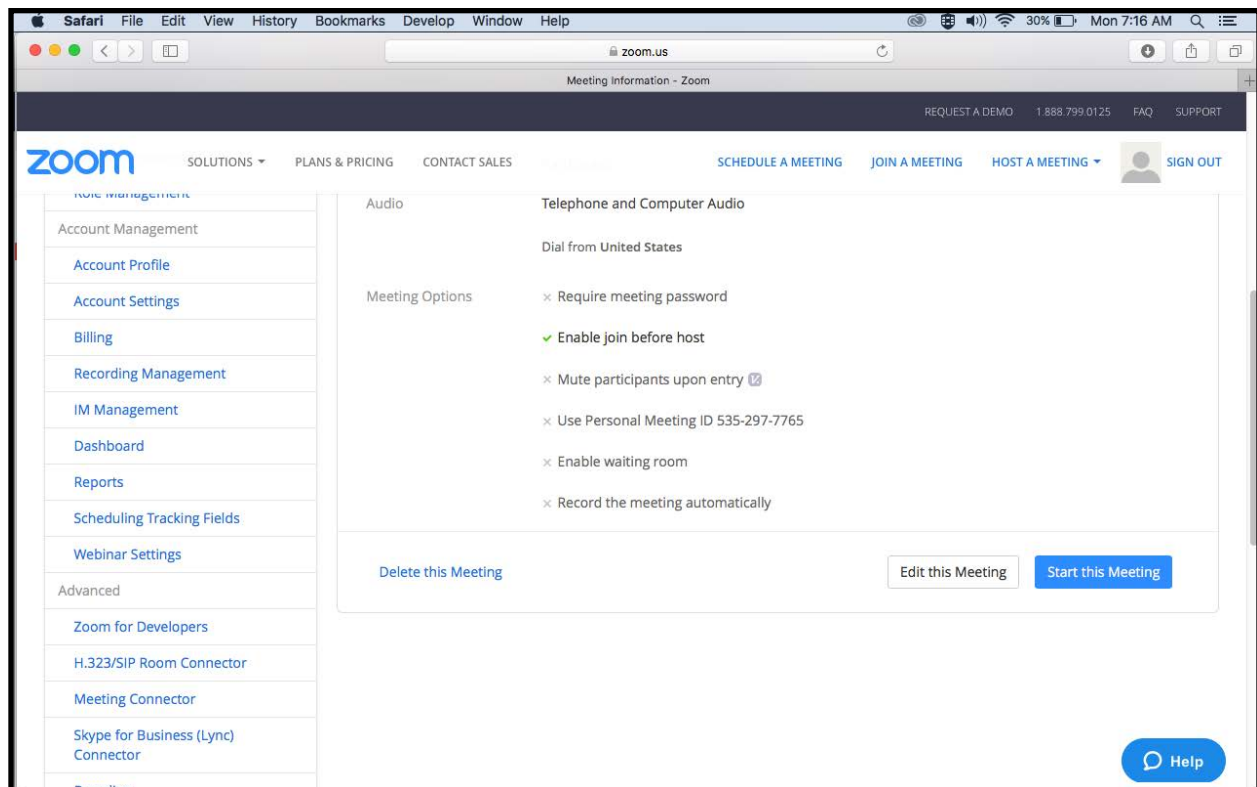 Safari File Edit View History Bookmarks Develop Window Help 30% Mon 7:16 AM
zoom.us
Meeting Information - Zoom
REQUEST A DEMO 1.888.799.0125 FAQ SUPPORT
zoom SOLUTIONS PLANS & PRICING CONTACT SALES SCHEDULE A MEETING JOIN A MEETING HOST A MEETING SIGN OUT
Role Management
Account Management
Account Profile
Account Settings
Billing
Recording Management
IM Management
Dashboard
Reports
Scheduling Tracking Fields
Webinar Settings
Advanced
Zoom for Developers
H.323/SIP Room Connector
Meeting Connector
Skype for Business (Lync)
Connector
Audio Telephone and Computer Audio
Dial from United States
Meeting Options × Require meeting password
✓ Enable join before host
× Mute participants upon entry
× Use Personal Meeting ID 535-297-7765
× Enable waiting room
× Record the meeting automatically
Delete this Meeting Edit this Meeting Start this Meeting
Help